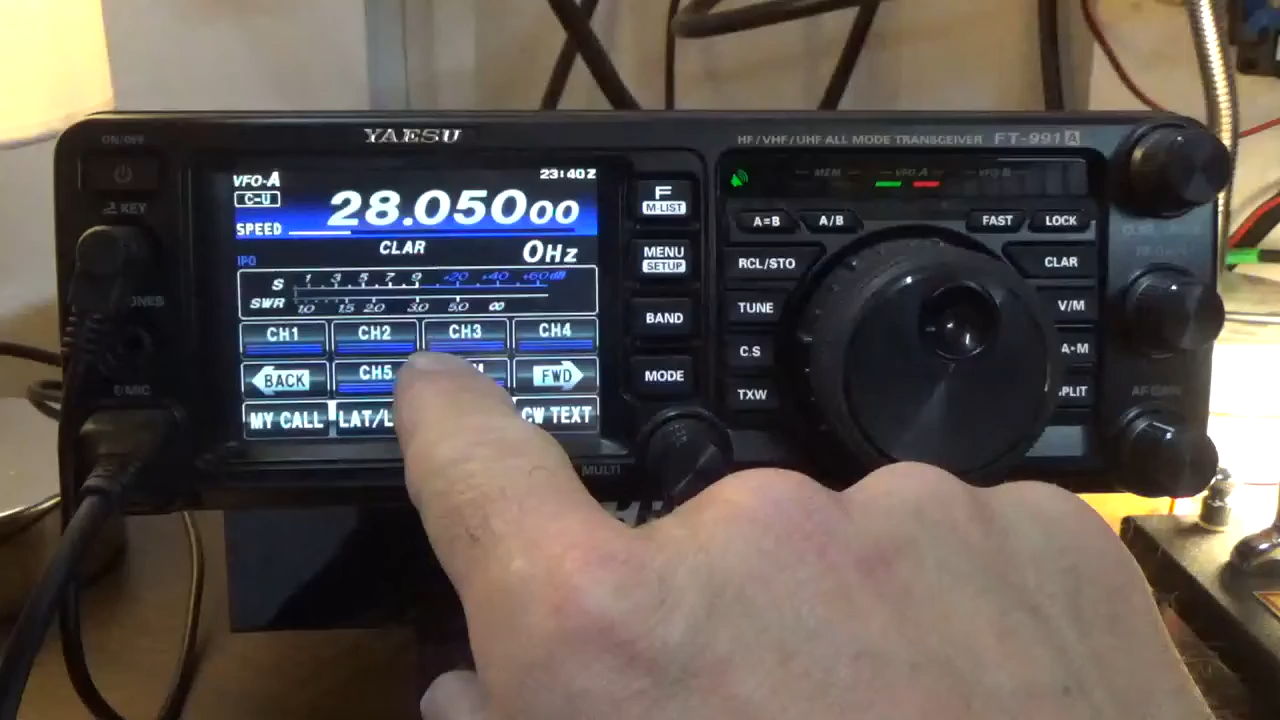 YAESU
HF/VHF/UHF ALL MODE TRANSCEIVER FT-991A
ON/OFF
KEY
VFO-A
23:40Z
C-U
28.050 00
SPEED
CLAR
0Hz
IPO
S 1 3 5 7 9 +20 +40 +60dB
SWR 1.0 1.5 2.0 3.0 5.0 ∞
CH1 CH2 CH3 CH4
BACK CH5 FWD
MY CALL LAT/L CW TEXT
F
M-LIST
MENU
SETUP
BAND
MODE
MULTI
MEM VFO A VFO B
A=B A/B FAST LOCK
RCL/STO CLAR
TUNE V/M
C.S A▶M
TXW SPLIT
AF GAIN